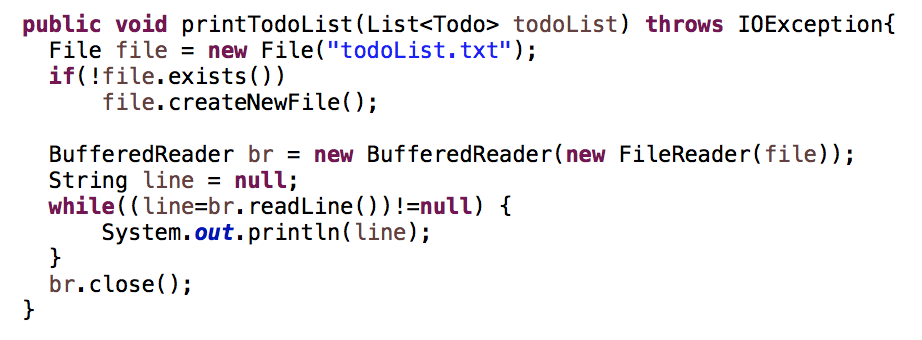 public void printTodoList(List<Todo> todoList) throws IOException{
  File file = new File("todoList.txt");
  if(!file.exists())
      file.createNewFile();

  BufferedReader br = new BufferedReader(new FileReader(file));
  String line = null;
  while((line=br.readLine())!=null) {
      System.out.println(line);
  }
  br.close();
}